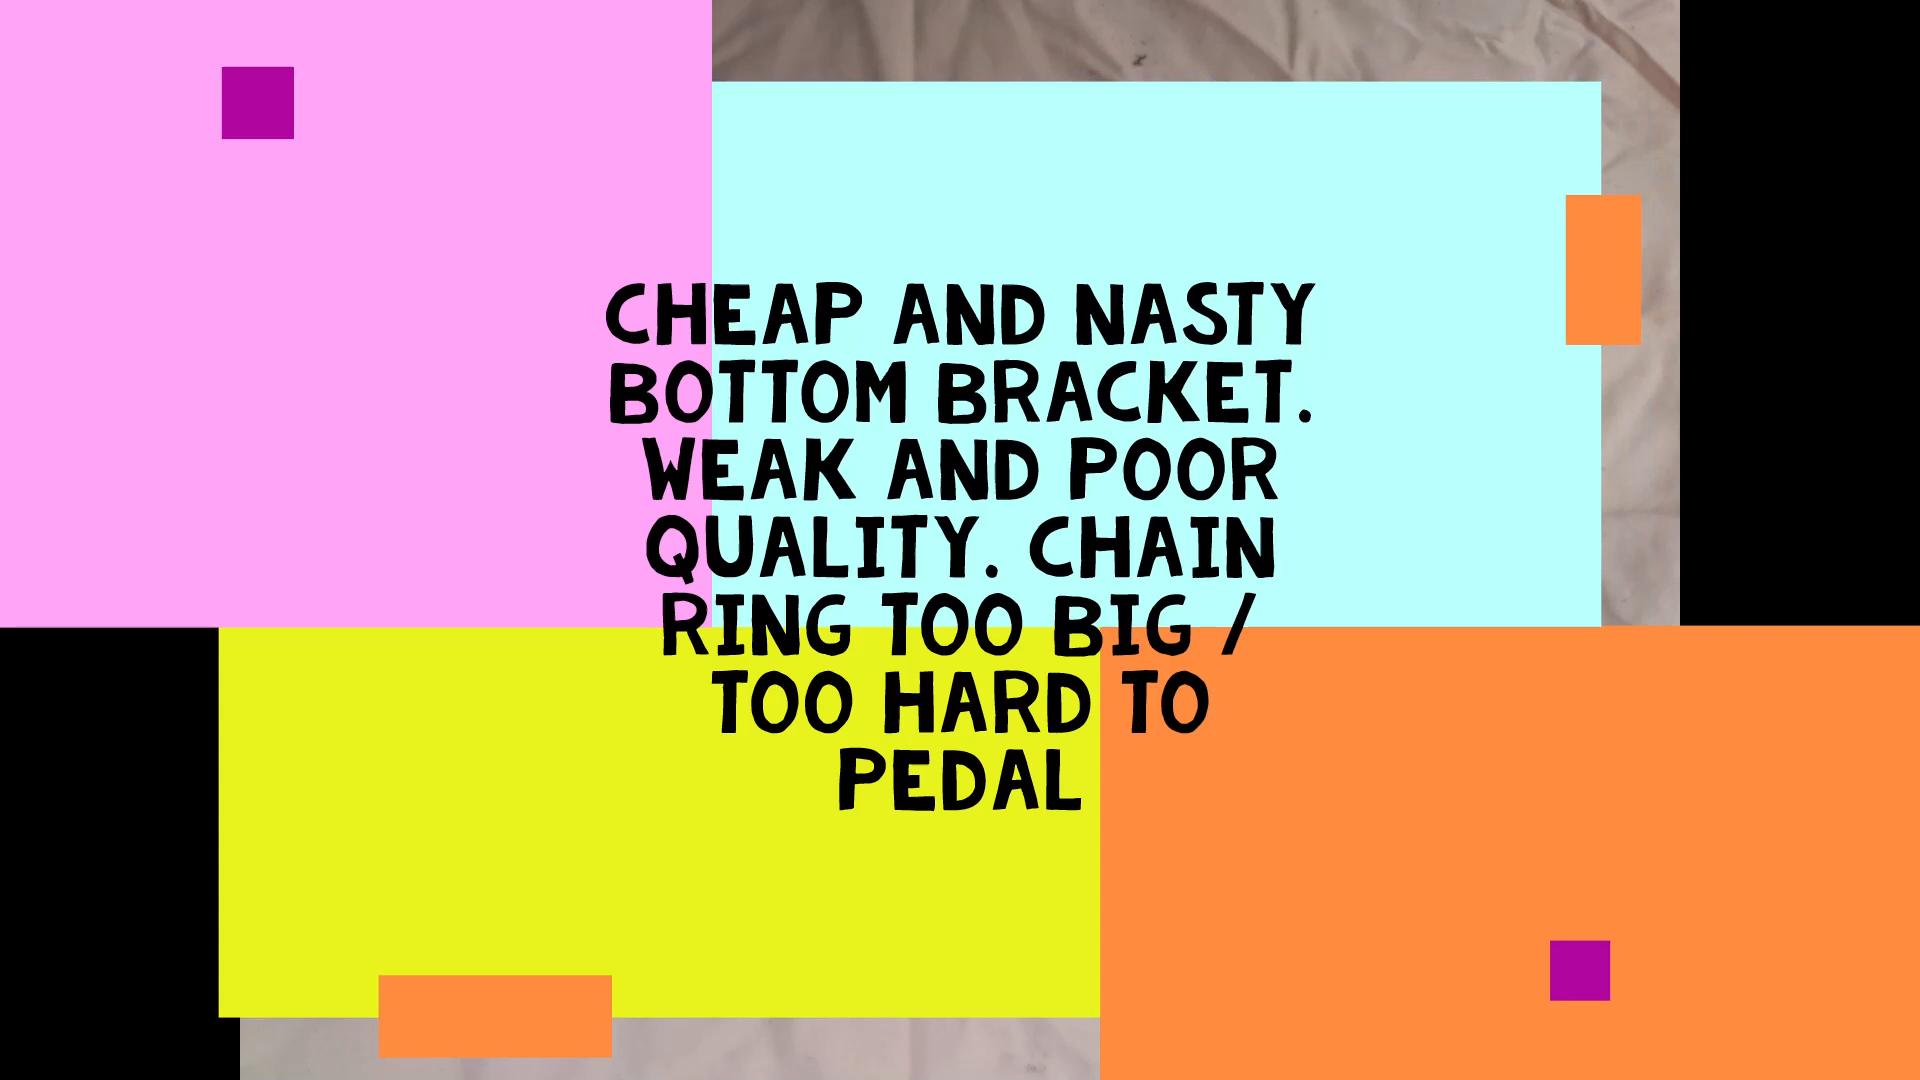 CHEAP AND NASTY
BOTTOM BRACKET.
WEAK AND POOR
QUALITY. CHAIN
RING TOO BIG /
TOO HARD TO
PEDAL